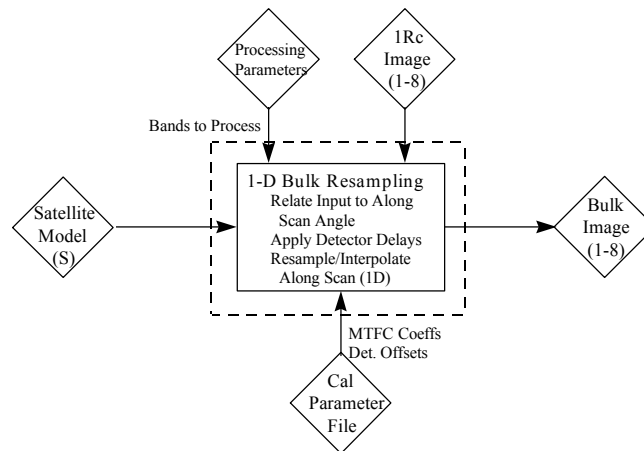 Processing
Parameters
1Rc
Image
(1-8)
Bands to Process
Satellite
Model
(S)
1-D Bulk Resampling
Relate Input to Along
Scan Angle
Apply Detector Delays
Resample/Interpolate
Along Scan (1D)
Bulk
Image
(1-8)
MTFC Coeffs
Det. Offsets
Cal
Parameter
File